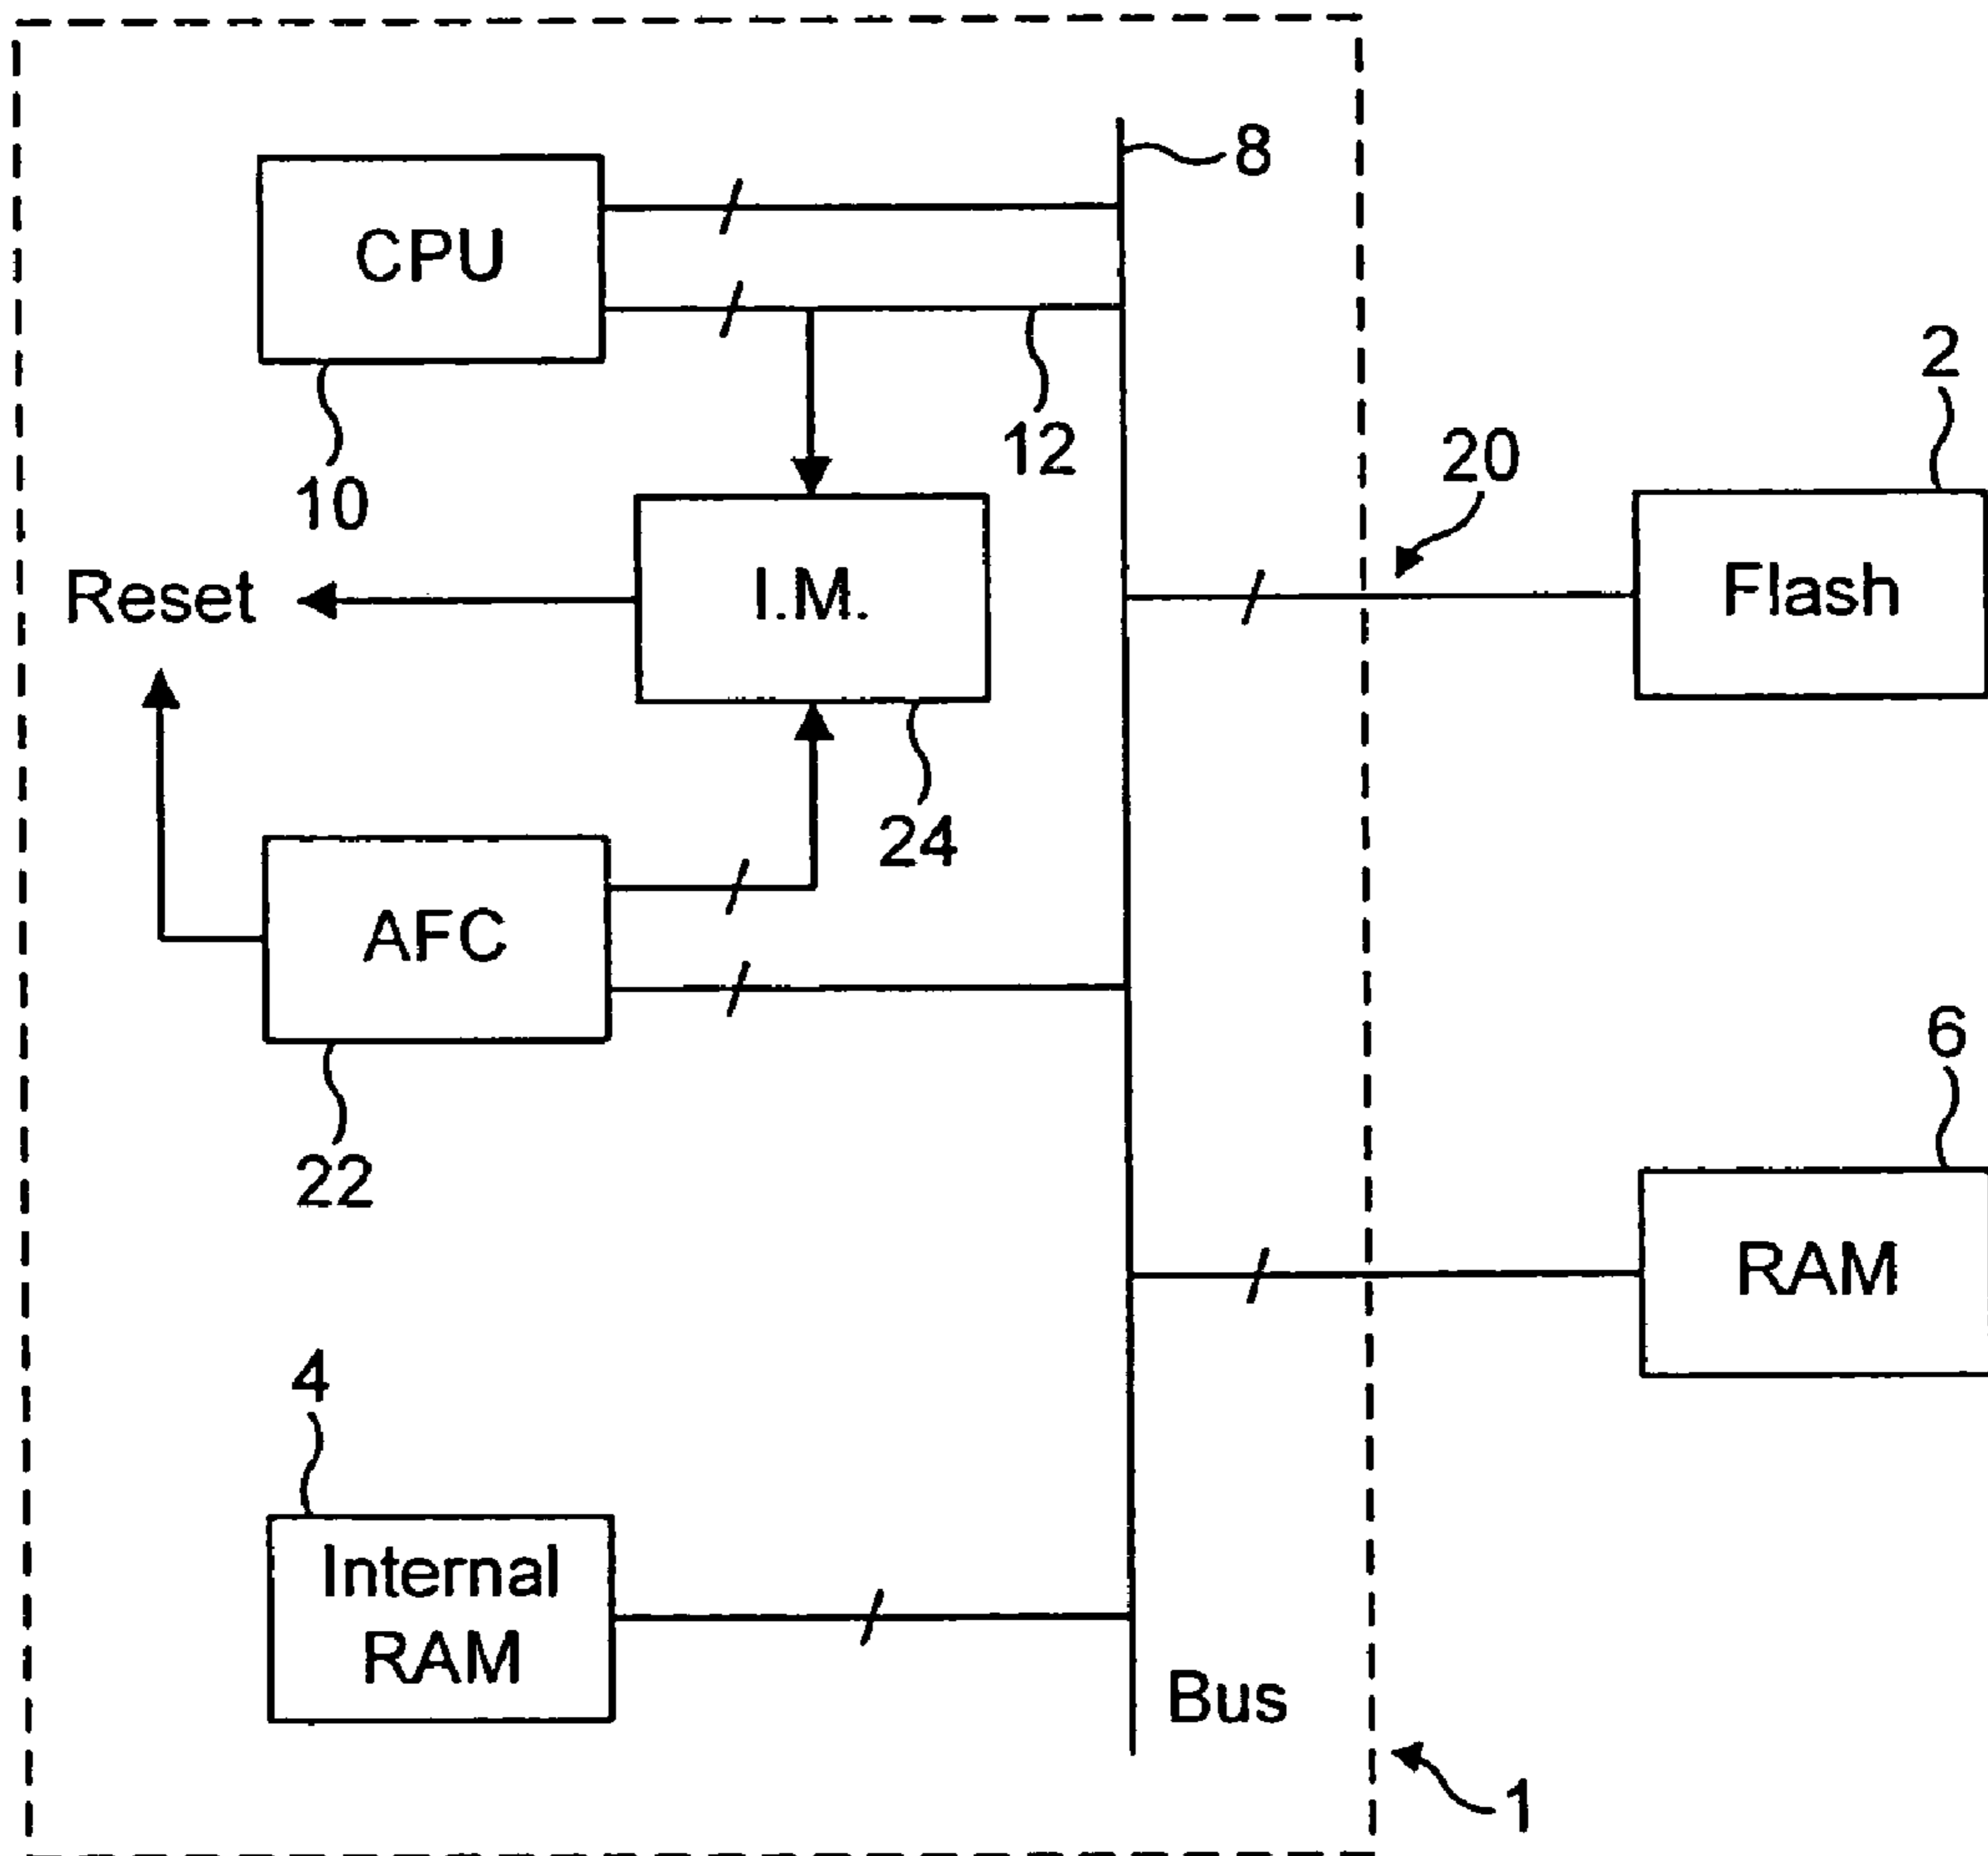 8
CPU
2
12
20
10
Reset
I.M.
Flash
24
AFC
6
22
RAM
4
Internal
RAM
Bus
1